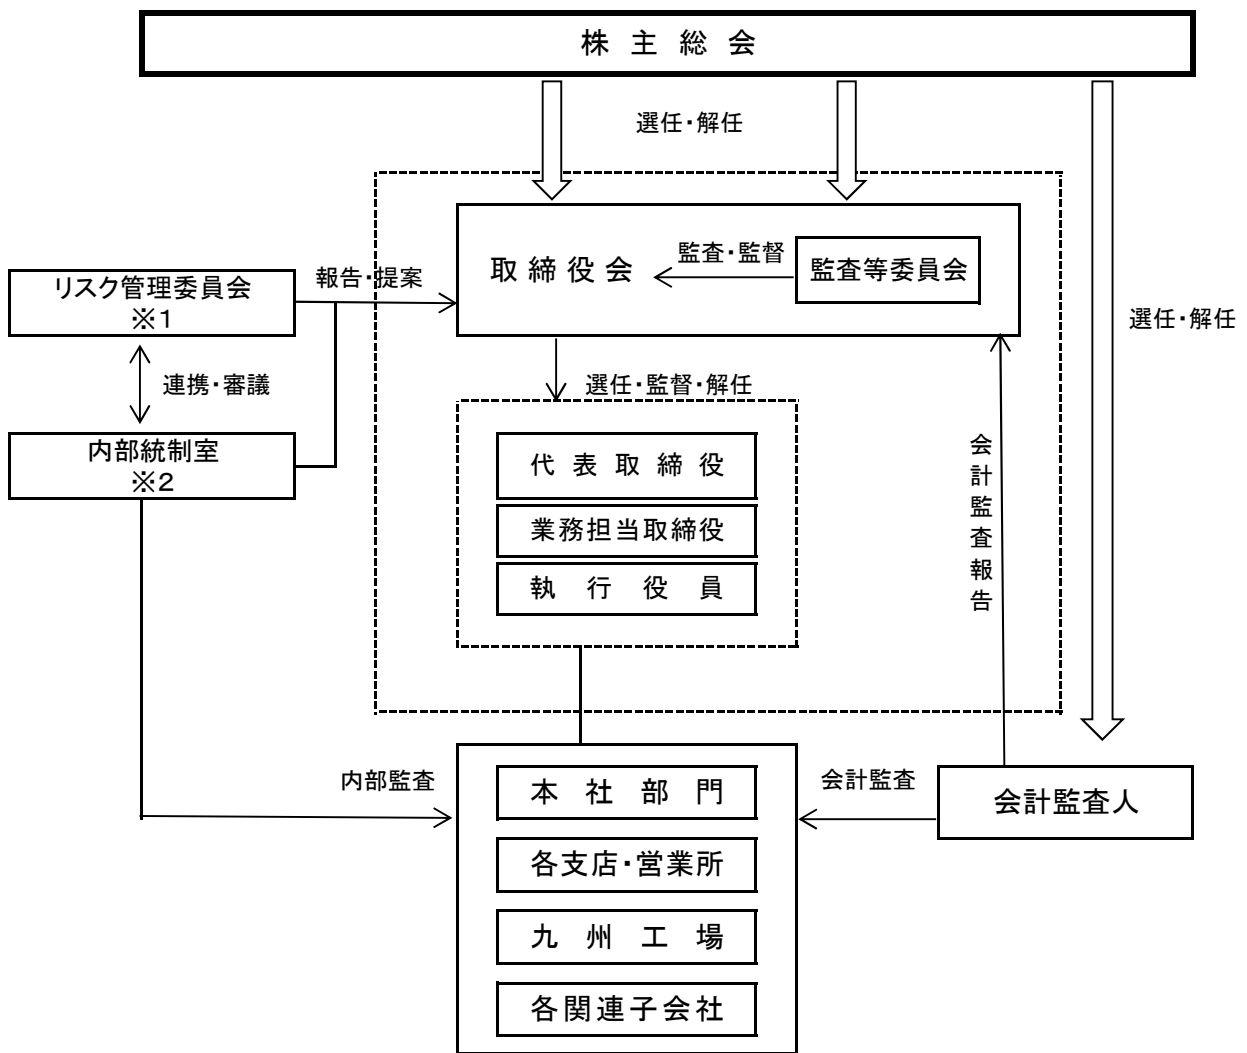 株主総会
選任・解任
取締役会
監査・監督
監査等委員会
リスク管理委員会
※1
報告・提案
選任・解任
連携・審議
選任・監督・解任
内部統制室
※2
代表取締役
業務担当取締役
執行役員
会計監査報告
内部監査
本社部門
会計監査
会計監査人
各支店・営業所
九州工場
各関連子会社